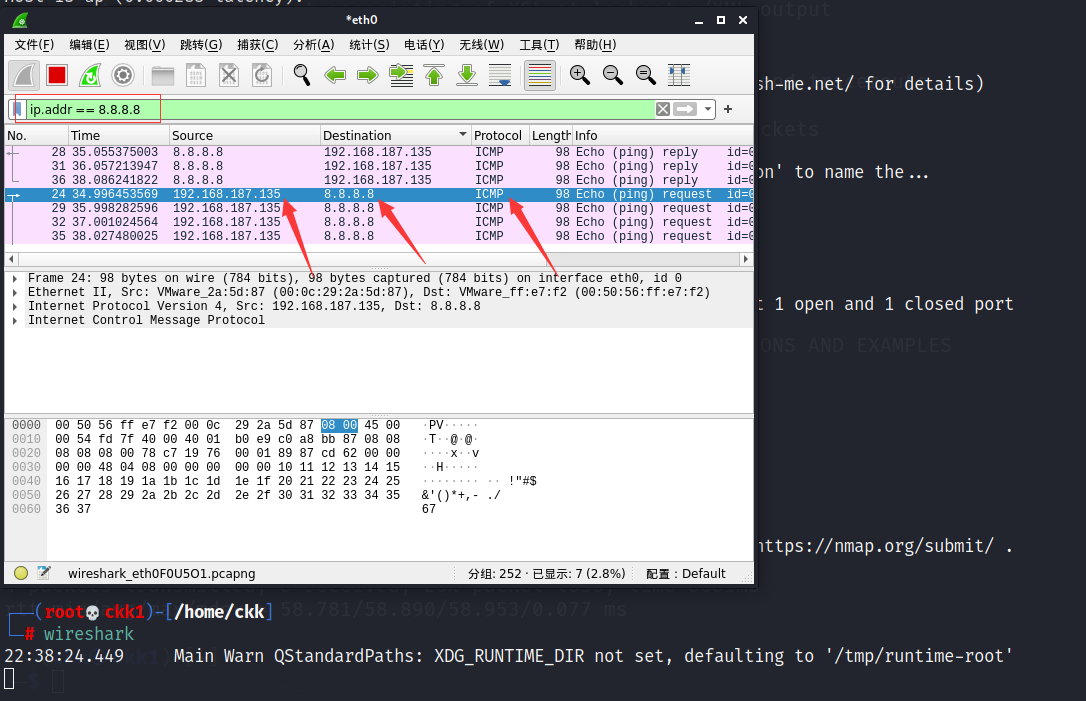 Host is up (0.000283 latency).
output
*eth0
文件(F) 编辑(E) 视图(V) 跳转(G) 捕获(C) 分析(A) 统计(S) 电话(Y) 无线(W) 工具(T) 帮助(H)
sh-me.net/ for details)
ip.addr == 8.8.8.8
ckets
No. Time Source Destination Protocol Length Info
28 35.055375003 8.8.8.8 192.168.187.135 ICMP 98 Echo (ping) reply id=0
31 36.057213947 8.8.8.8 192.168.187.135 ICMP 98 Echo (ping) reply id=0
on' to name the...
36 38.086241822 8.8.8.8 192.168.187.135 ICMP 98 Echo (ping) reply id=0
24 34.996453569 192.168.187.135 8.8.8.8 ICMP 98 Echo (ping) request id=0
29 35.998282596 192.168.187.135 8.8.8.8 ICMP 98 Echo (ping) request id=0
32 37.001024564 192.168.187.135 8.8.8.8 ICMP 98 Echo (ping) request id=0
35 38.027480025 192.168.187.135 8.8.8.8 ICMP 98 Echo (ping) request id=0
Frame 24: 98 bytes on wire (784 bits), 98 bytes captured (784 bits) on interface eth0, id 0
Ethernet II, Src: VMware_2a:5d:87 (00:0c:29:2a:5d:87), Dst: VMware_ff:e7:f2 (00:50:56:ff:e7:f2)
Internet Protocol Version 4, Src: 192.168.187.135, Dst: 8.8.8.8
t 1 open and 1 closed port
Internet Control Message Protocol
ONS AND EXAMPLES
0000 00 50 56 ff e7 f2 00 0c 29 2a 5d 87 08 00 45 00 ·PV·····
0010 00 54 fd 7f 40 00 40 01 b0 e9 c0 a8 bb 87 08 08 ·T··@·@·
0020 08 08 08 00 78 c7 19 76 00 01 89 87 cd 62 00 00 ····x··v
0030 00 00 48 04 08 00 00 00 00 00 10 11 12 13 14 15 ··H·····
0040 16 17 18 19 1a 1b 1c 1d 1e 1f 20 21 22 23 24 25 ········ ·· !"#$
0050 26 27 28 29 2a 2b 2c 2d 2e 2f 30 31 32 33 34 35 &'()*+,- ./
0060 36 37 67
https://nmap.org/submit/ .
wireshark_eth0F0U5O1.pcapng 分组: 252 · 已显示: 7 (2.8%) 配置: Default
58.781/58.890/58.953/0.077 ms
(root💀ckk1)-[/home/ckk]
# wireshark
22:38:24.449 Main Warn QStandardPaths: XDG_RUNTIME_DIR not set, defaulting to '/tmp/runtime-root'
$